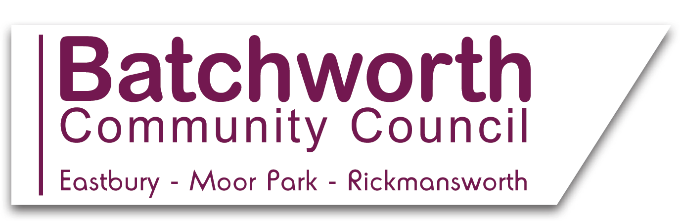 Batchworth
Community Council
Eastbury - Moor Park - Rickmansworth